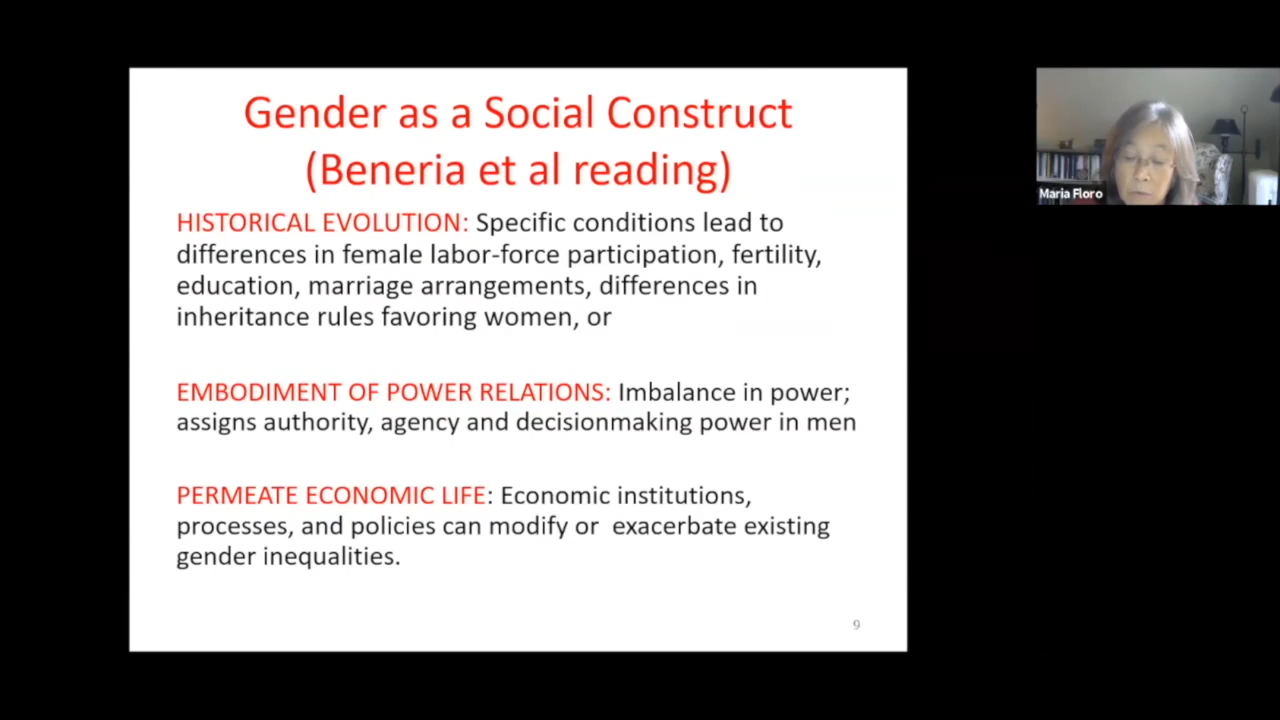 Gender as a Social Construct
(Beneria et al reading)
HISTORICAL EVOLUTION: Specific conditions lead to
differences in female labor-force participation, fertility,
education, marriage arrangements, differences in
inheritance rules favoring women, or
EMBODIMENT OF POWER RELATIONS: Imbalance in power;
assigns authority, agency and decisionmaking power in men
PERMEATE ECONOMIC LIFE: Economic institutions,
processes, and policies can modify or  exacerbate existing
gender inequalities.
9
Maria Floro